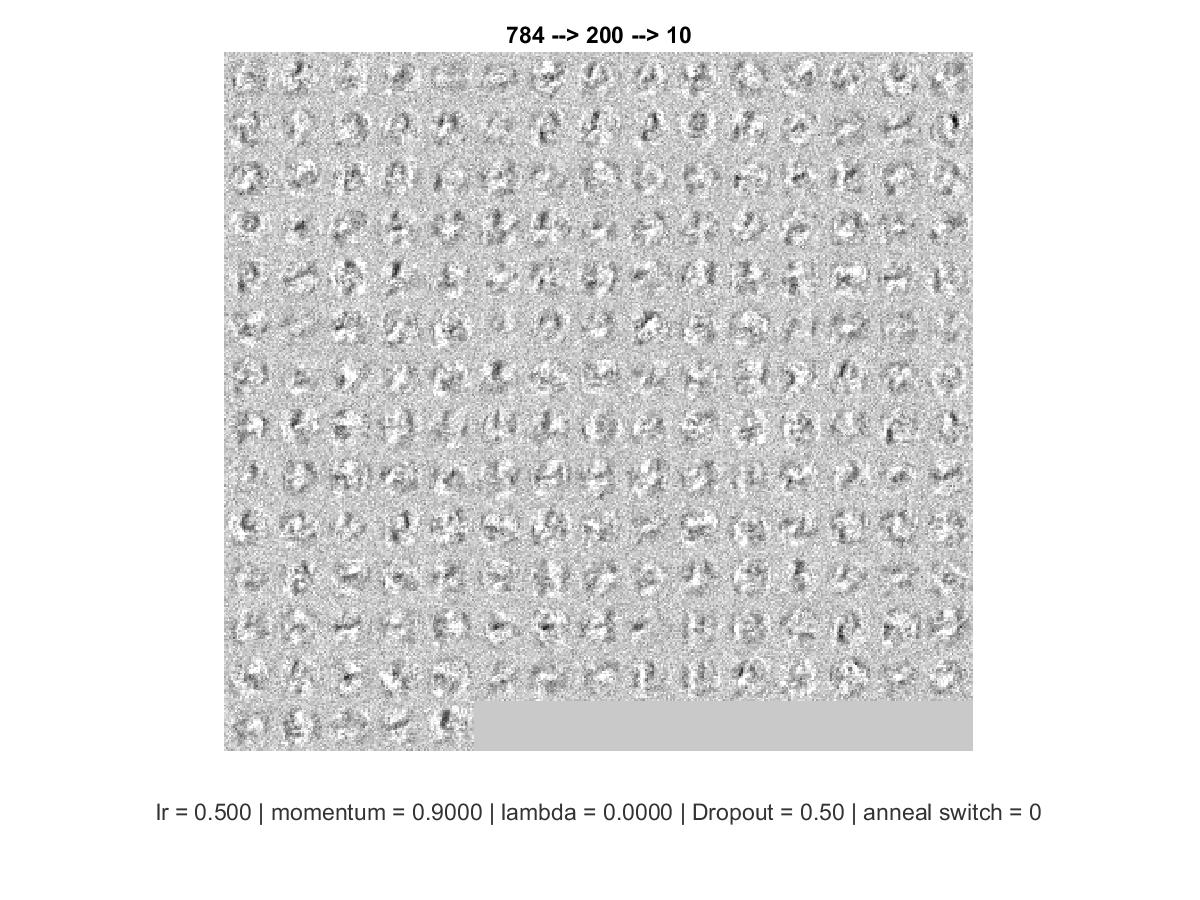 784 --> 200 --> 10
lr = 0.500 | momentum = 0.9000 | lambda = 0.0000 | Dropout = 0.50 | anneal switch = 0